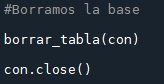 #Borramos la base
borrar_tabla(con)
con.close()